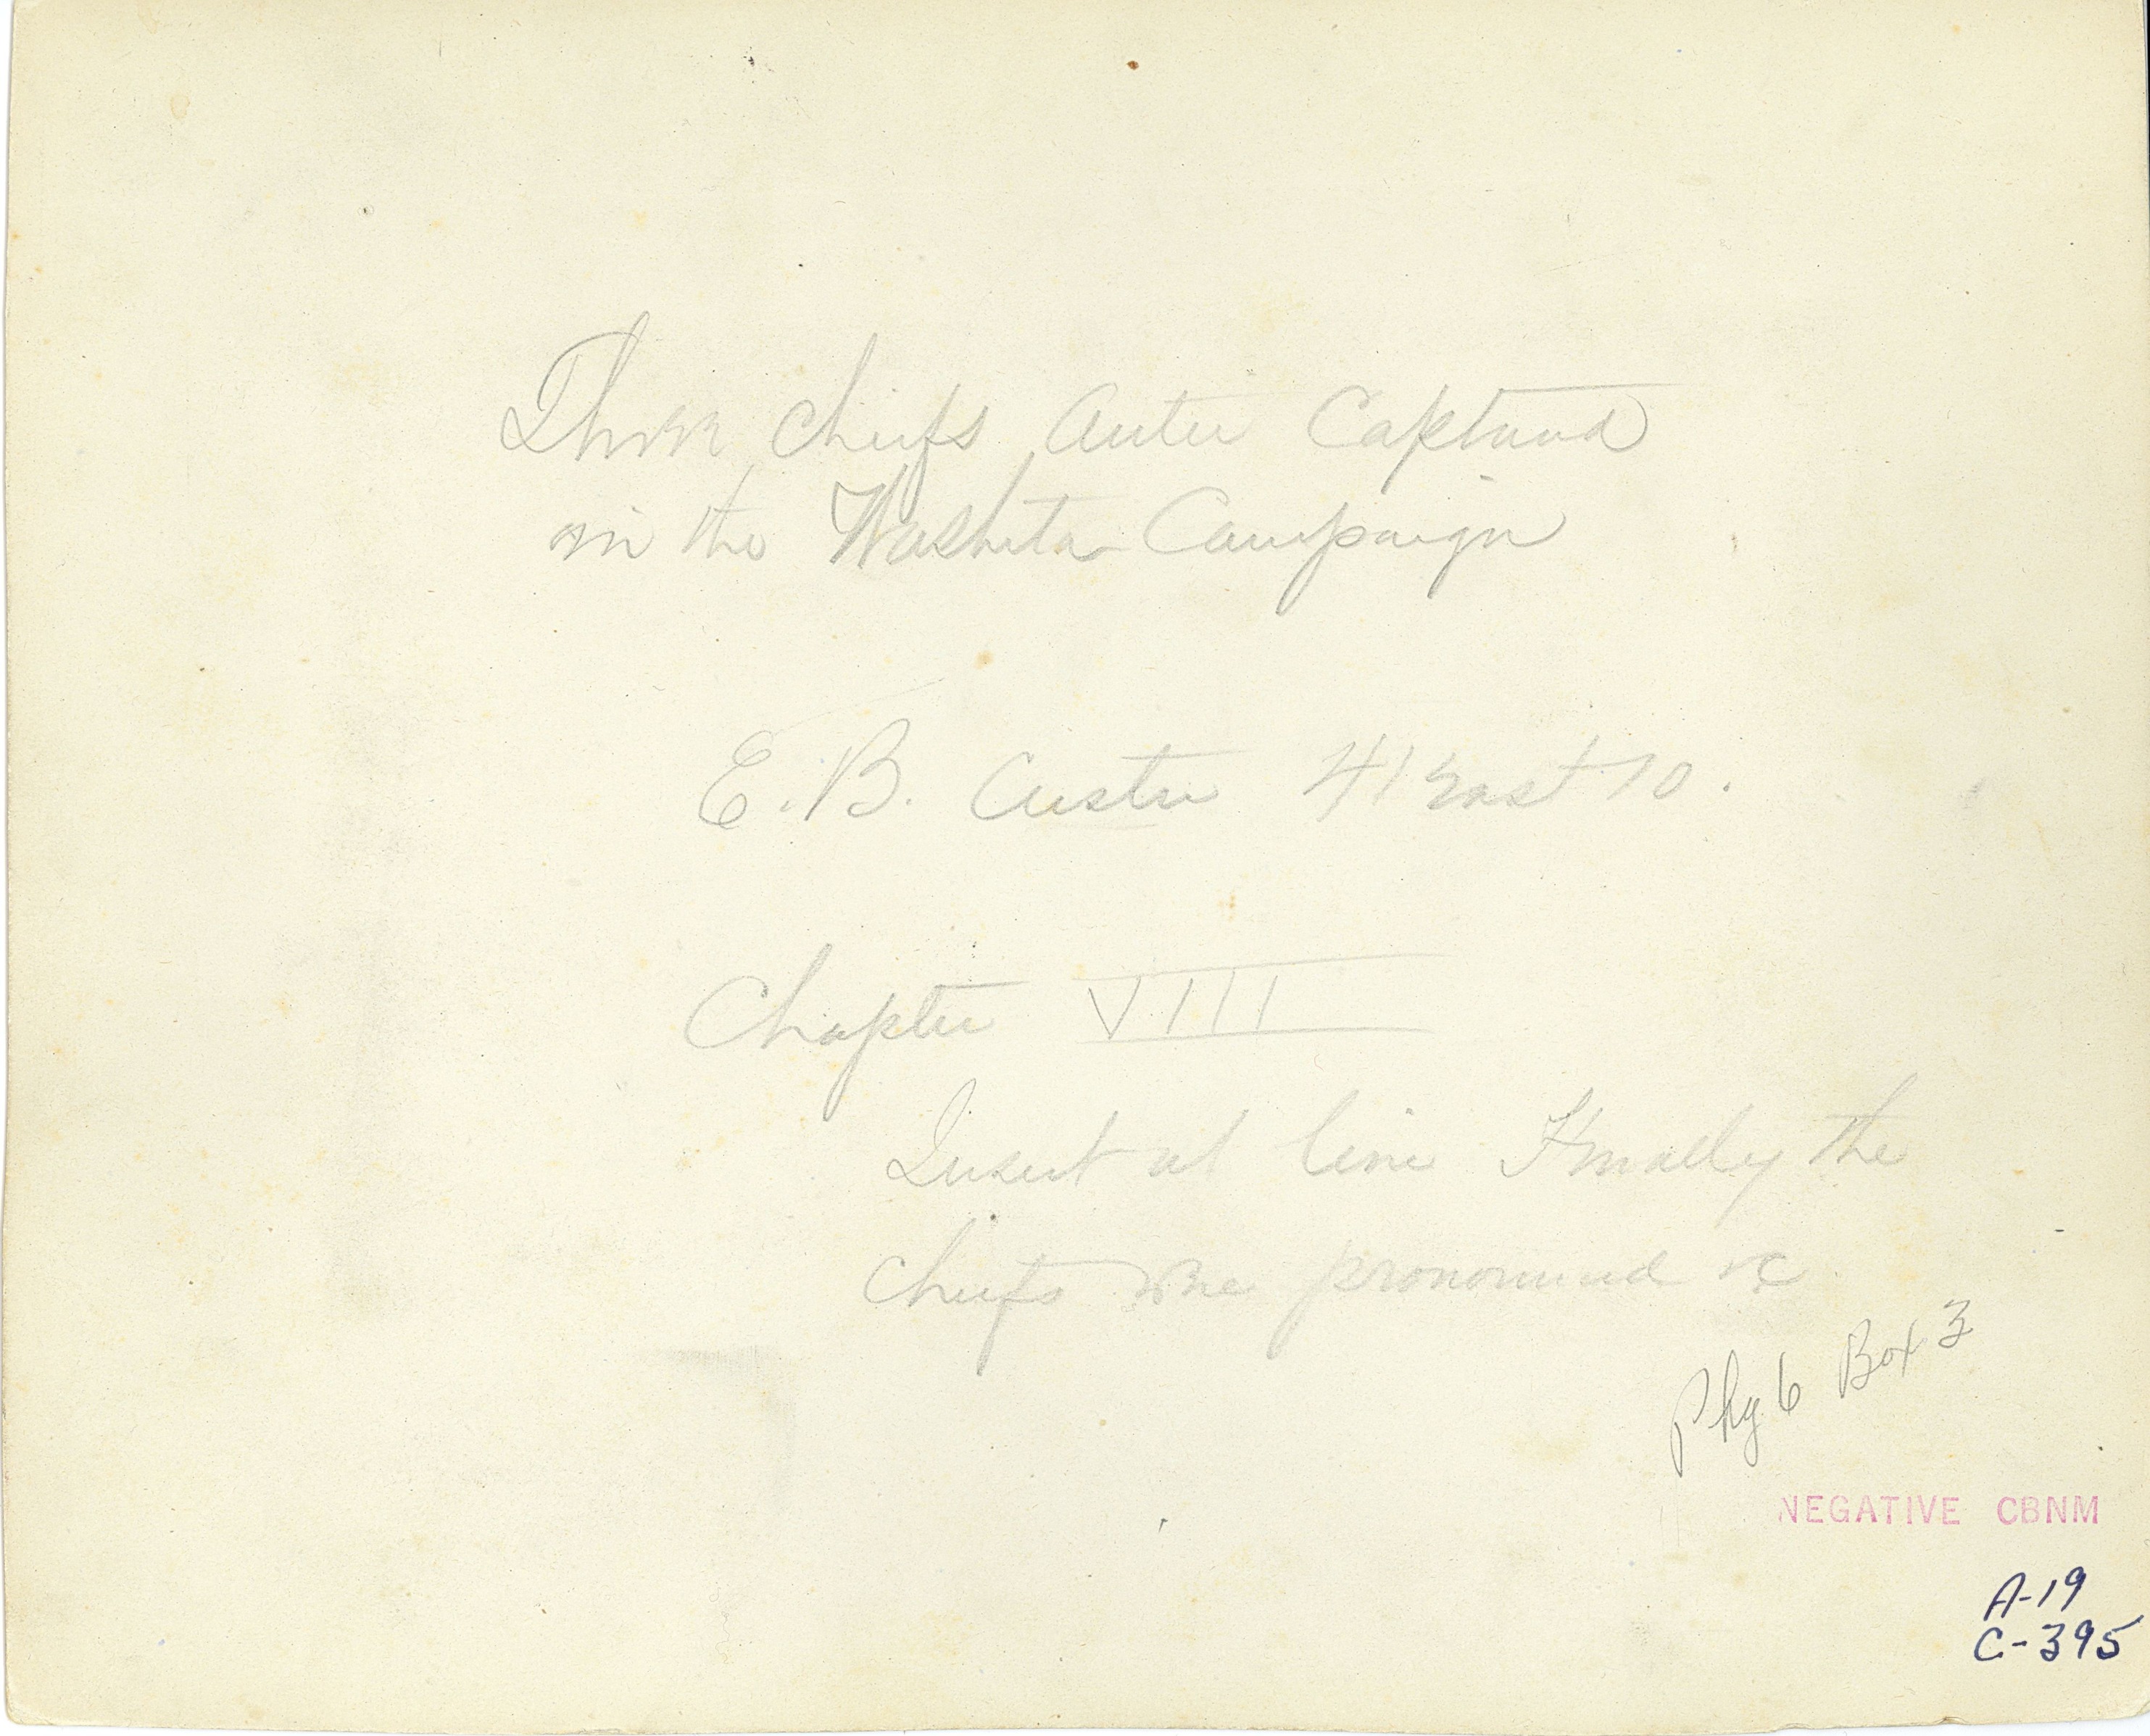 Three chiefs Custer Captured
in the Washita Campaign
E. B. Custer 41 East 10.
Chapter VIII
Insert at line Finally the
chiefs were pronounced &c
Phg 6 Box 3
NEGATIVE CBNM
A-19
C-395